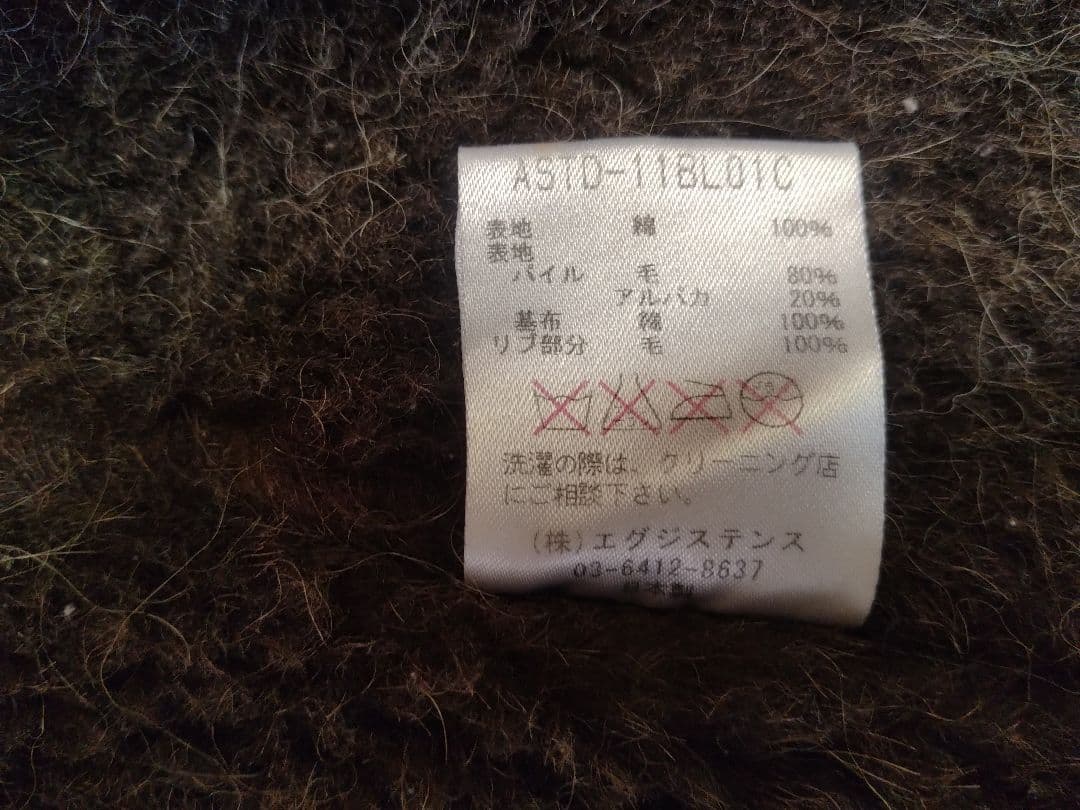 ASTD-11BL01C
表地 綿 100%
表地
パイル 毛 80%
アルパカ 20%
基布 綿 100%
リブ部分 毛 100%
洗濯の際は、クリーニング店
にご相談下さい。
(株)エグジステンス
03-6412-8637